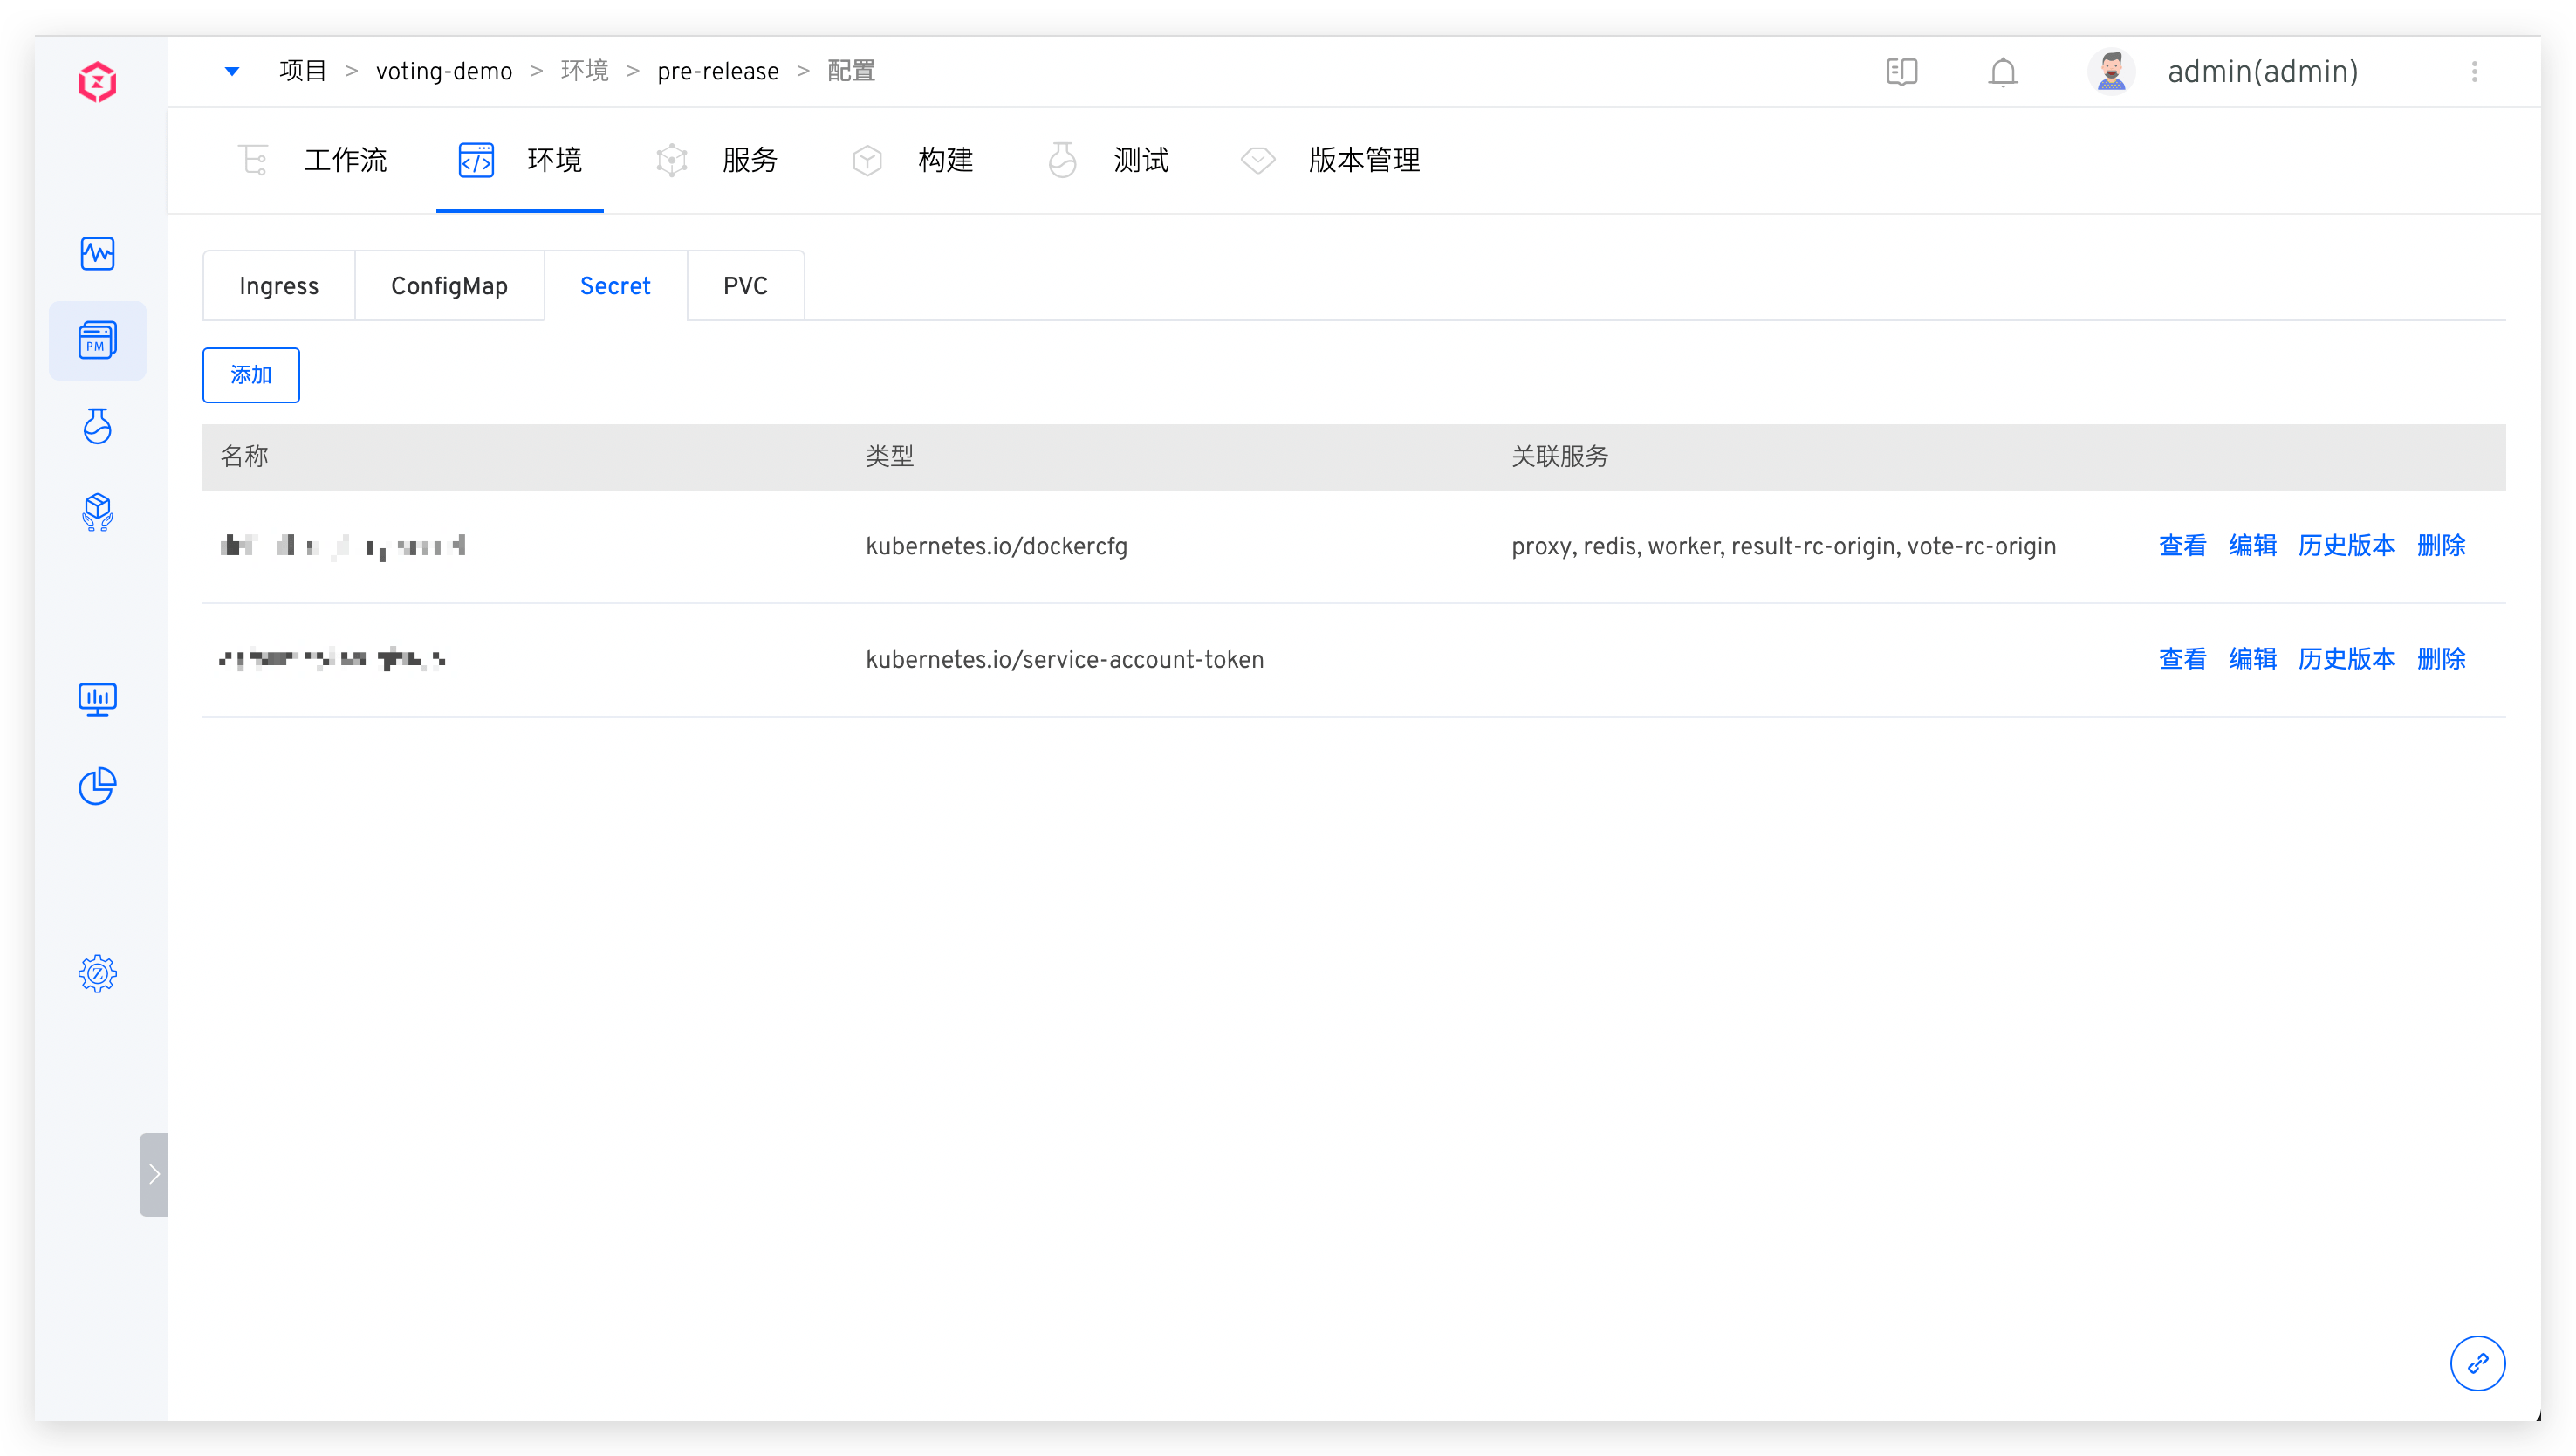 项目 > voting-demo > 环境 > pre-release > 配置
admin(admin)
工作流 环境 服务 构建 测试 版本管理
PM
Ingress ConfigMap Secret PVC
添加
名称 类型 关联服务
kubernetes.io/dockercfg proxy, redis, worker, result-rc-origin, vote-rc-origin 查看 编辑 历史版本 删除
kubernetes.io/service-account-token 查看 编辑 历史版本 删除